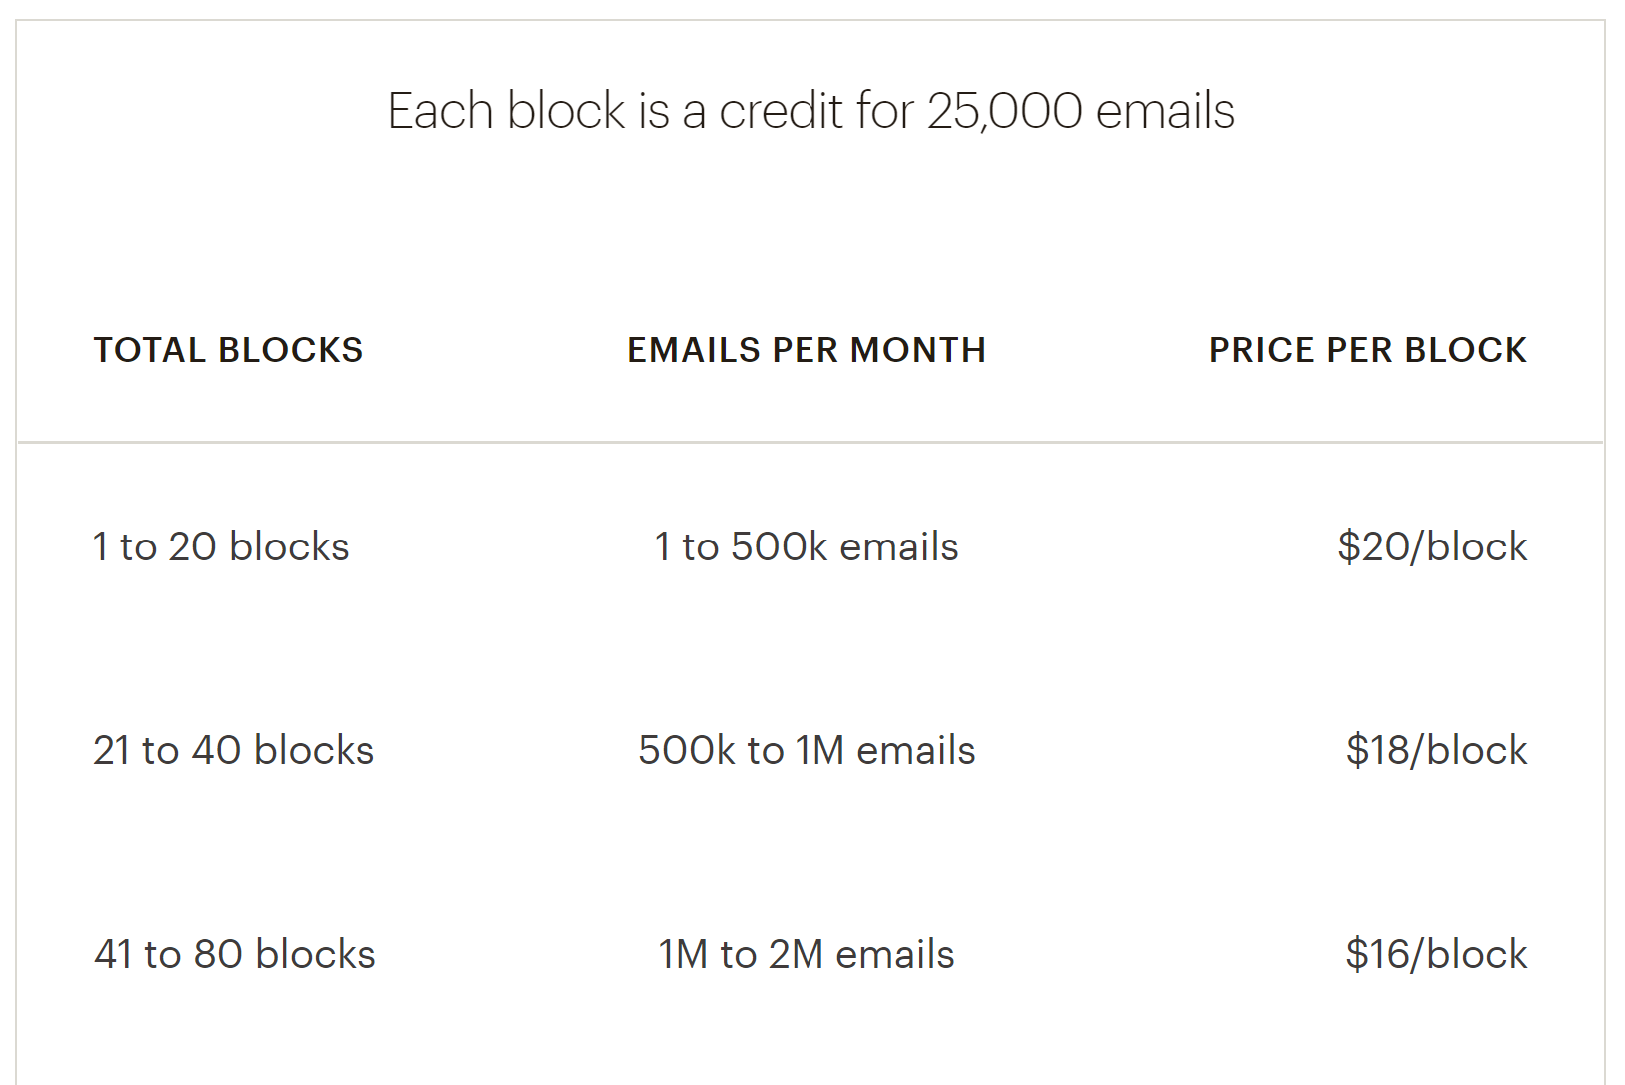 Each block is a credit for 25,000 emails
TOTAL BLOCKS EMAILS PER MONTH PRICE PER BLOCK
1 to 20 blocks 1 to 500k emails $20/block
21 to 40 blocks 500k to 1M emails $18/block
41 to 80 blocks 1M to 2M emails $16/block